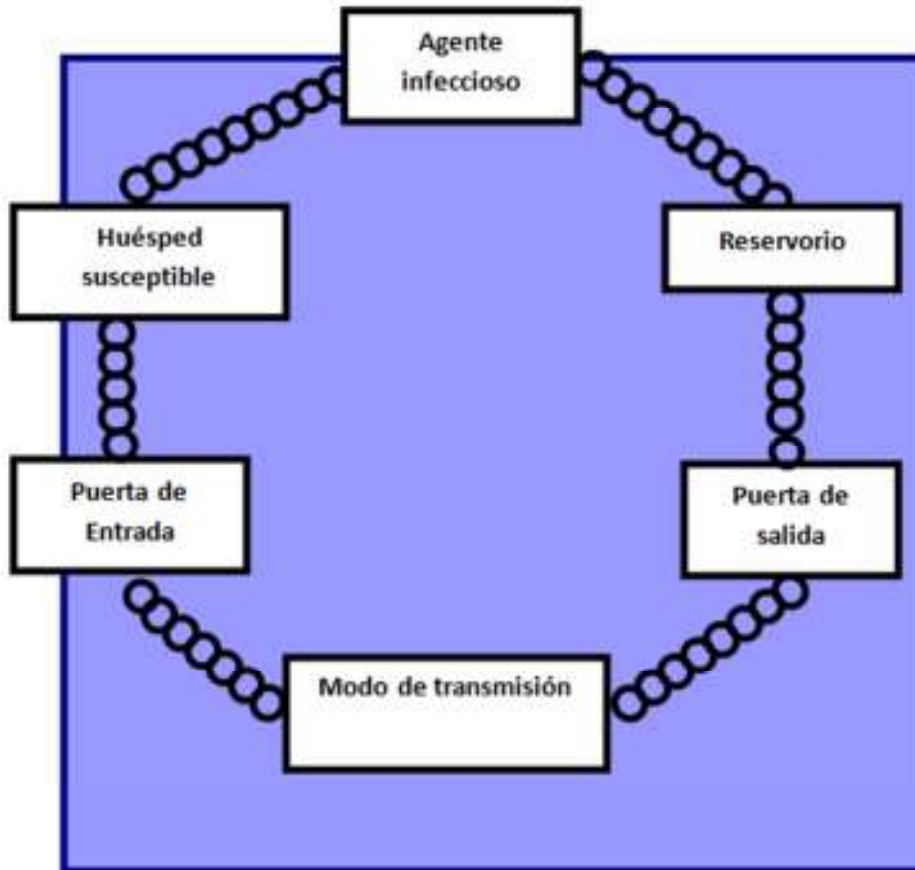 Agente
infeccioso
Huésped
susceptible
Reservorio
Puerta de
Entrada
Puerta de
salida
Modo de transmisión